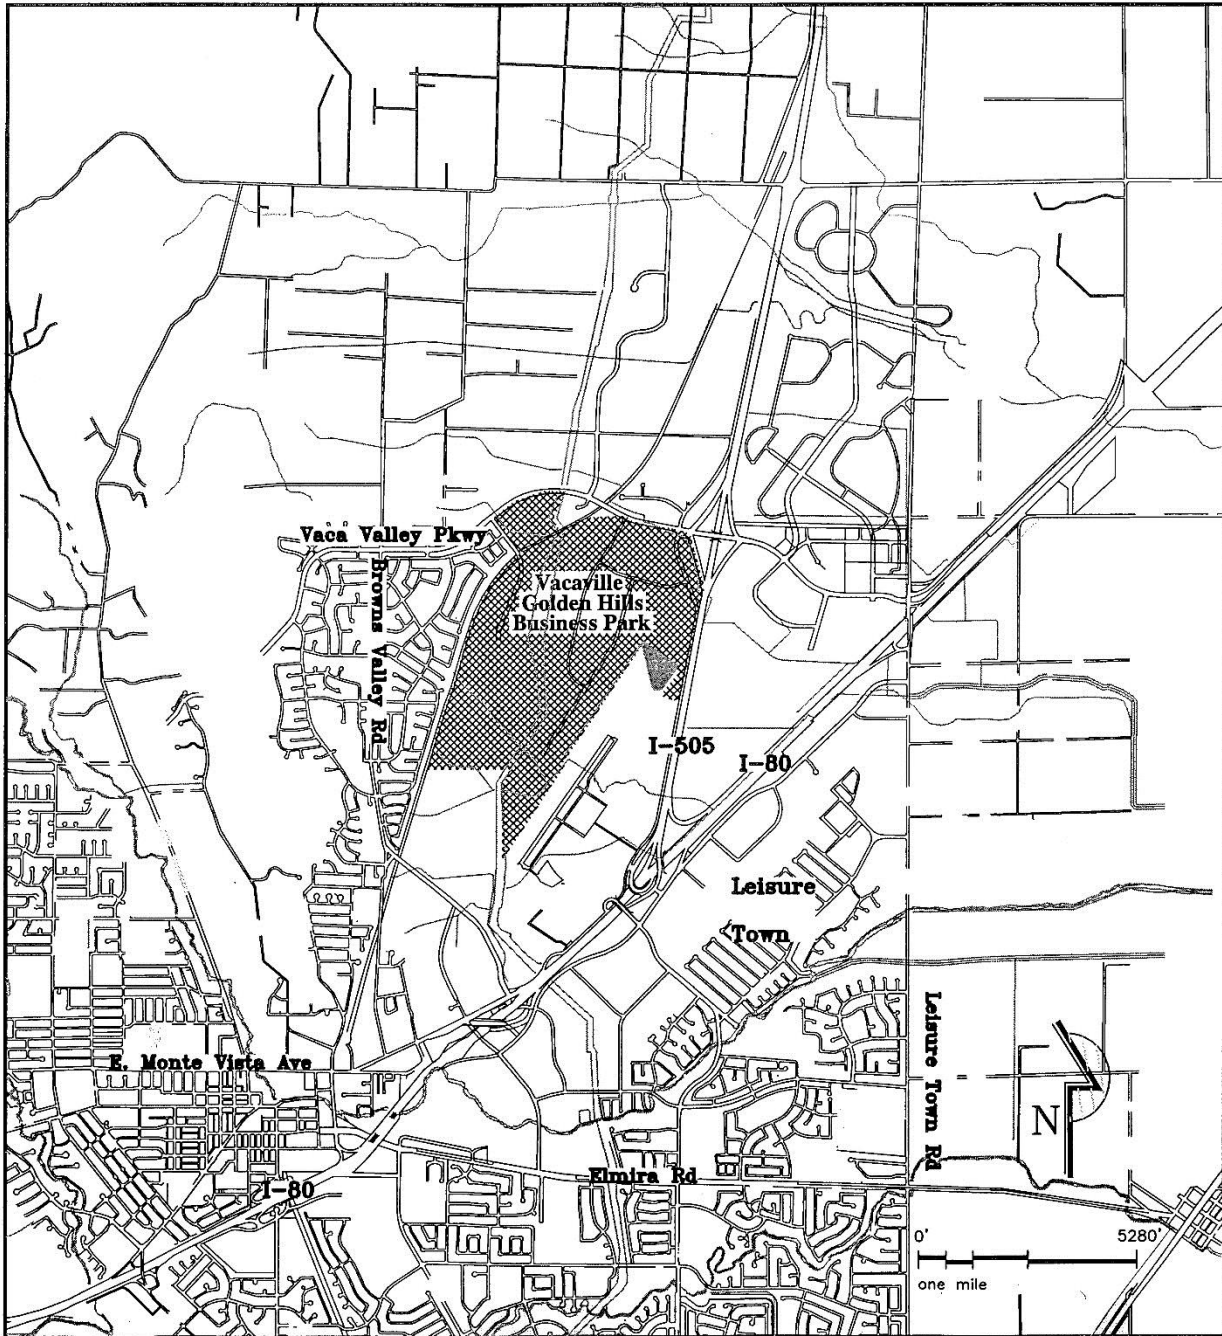 Vaca Valley Pkwy
Browns Valley Rd
Vacaville
Golden Hills
Business Park
I-505
I-80
Leisure
Town
Leisure Town Rd
E. Monte Vista Ave
N
Elmira Rd
I-80
0'
5280'
one mile